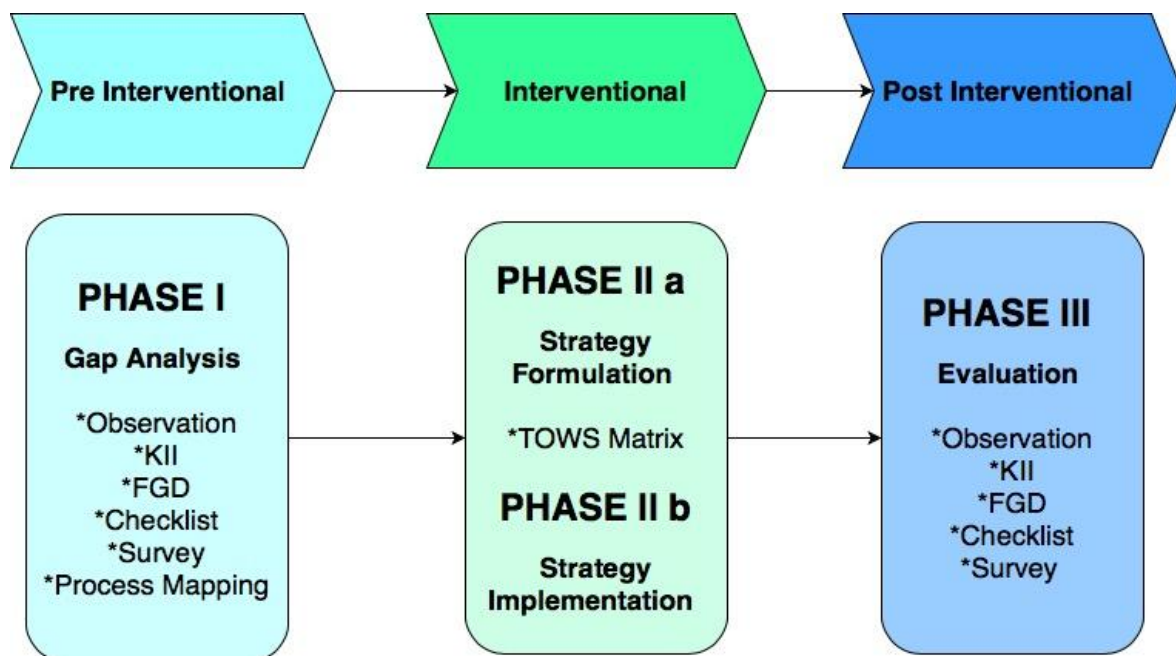 Pre Interventional
Interventional
Post Interventional
PHASE I
Gap Analysis
*Observation
*KII
*FGD
*Checklist
*Survey
*Process Mapping
PHASE II a
Strategy
Formulation
*TOWS Matrix
PHASE II b
Strategy
Implementation
PHASE III
Evaluation
*Observation
*KII
*FGD
*Checklist
*Survey